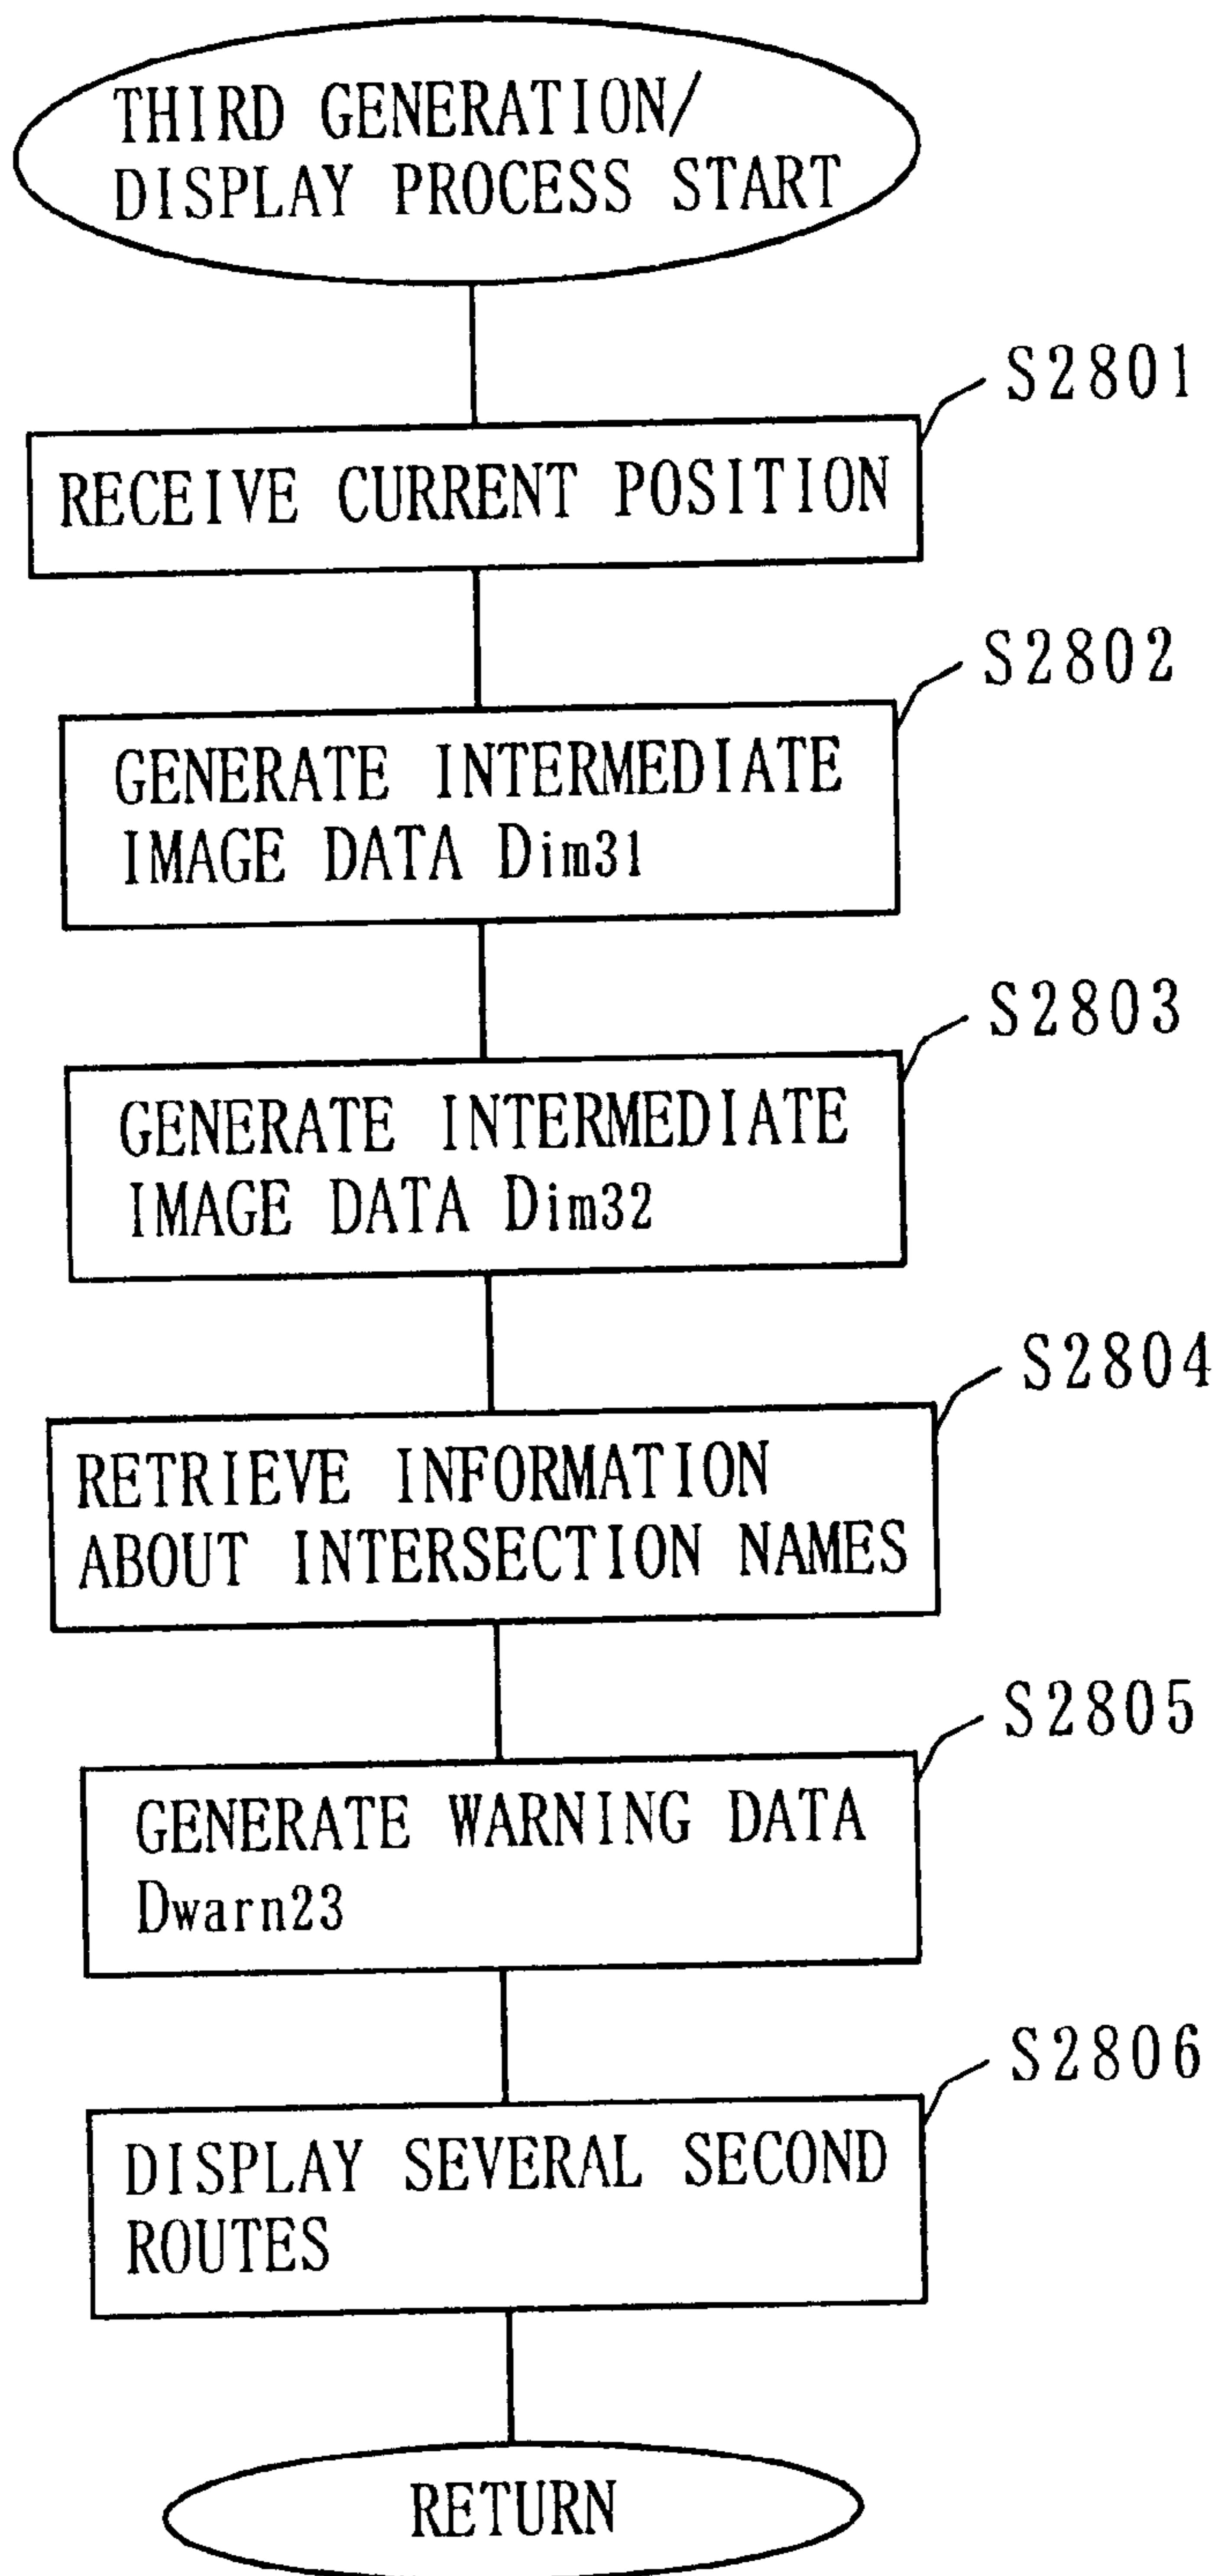 THIRD GENERATION/
DISPLAY PROCESS START
S2801
RECEIVE CURRENT POSITION
S2802
GENERATE INTERMEDIATE
IMAGE DATA Dim31
S2803
GENERATE INTERMEDIATE
IMAGE DATA Dim32
S2804
RETRIEVE INFORMATION
ABOUT INTERSECTION NAMES
S2805
GENERATE WARNING DATA
Dwarn23
S2806
DISPLAY SEVERAL SECOND
ROUTES
RETURN